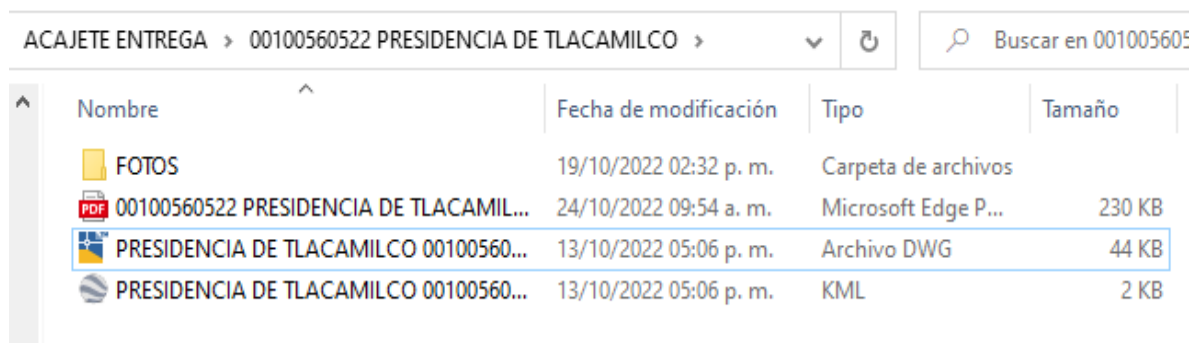 ACAJETE ENTREGA > 00100560522 PRESIDENCIA DE TLACAMILCO > Buscar en 001005605
Nombre Fecha de modificación Tipo Tamaño
FOTOS 19/10/2022 02:32 p. m. Carpeta de archivos
PDF 00100560522 PRESIDENCIA DE TLACAMIL... 24/10/2022 09:54 a. m. Microsoft Edge P... 230 KB
PRESIDENCIA DE TLACAMILCO 00100560... 13/10/2022 05:06 p. m. Archivo DWG 44 KB
PRESIDENCIA DE TLACAMILCO 00100560... 13/10/2022 05:06 p. m. KML 2 KB